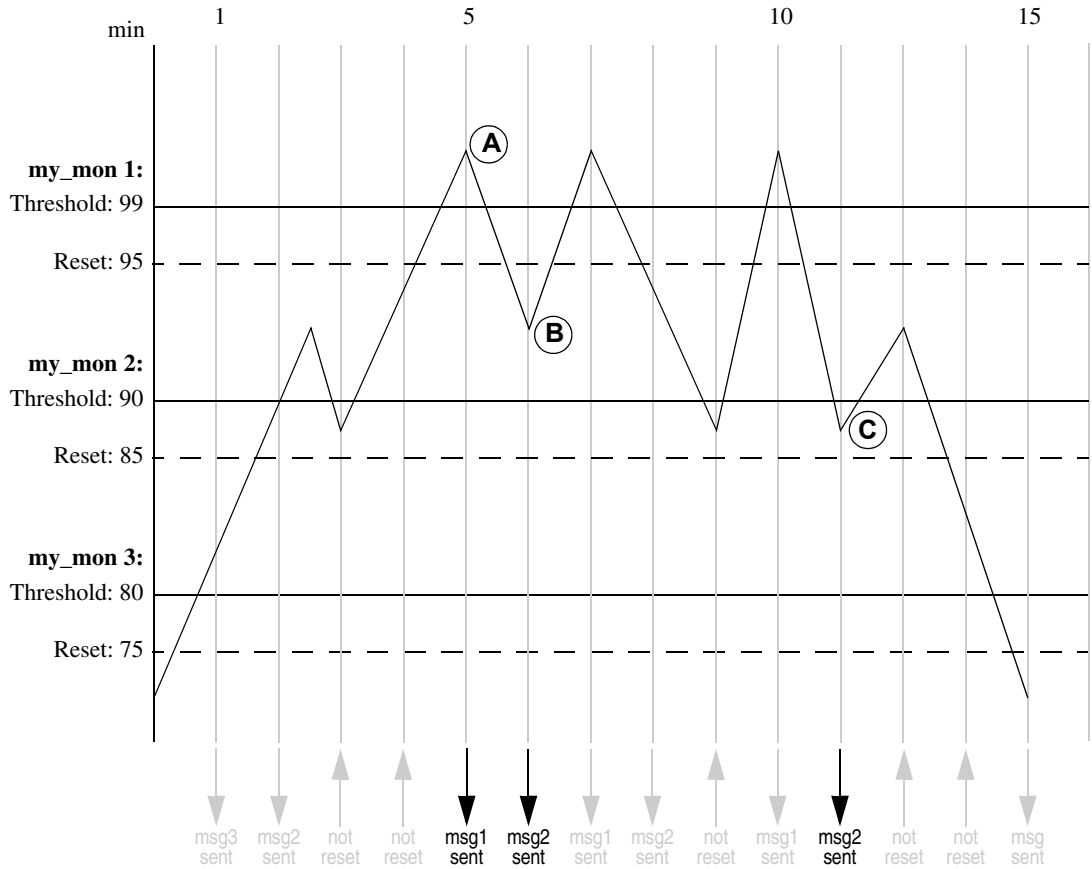 min 1 5 10 15
A
my_mon 1:
Threshold: 99
Reset: 95
B
my_mon 2:
Threshold: 90
C
Reset: 85
my_mon 3:
Threshold: 80
Reset: 75
msg3 msg2 not not msg1 msg2 msg1 msg2 not msg1 msg2 not not msg
sent sent reset reset sent sent sent sent reset sent sent reset reset sent